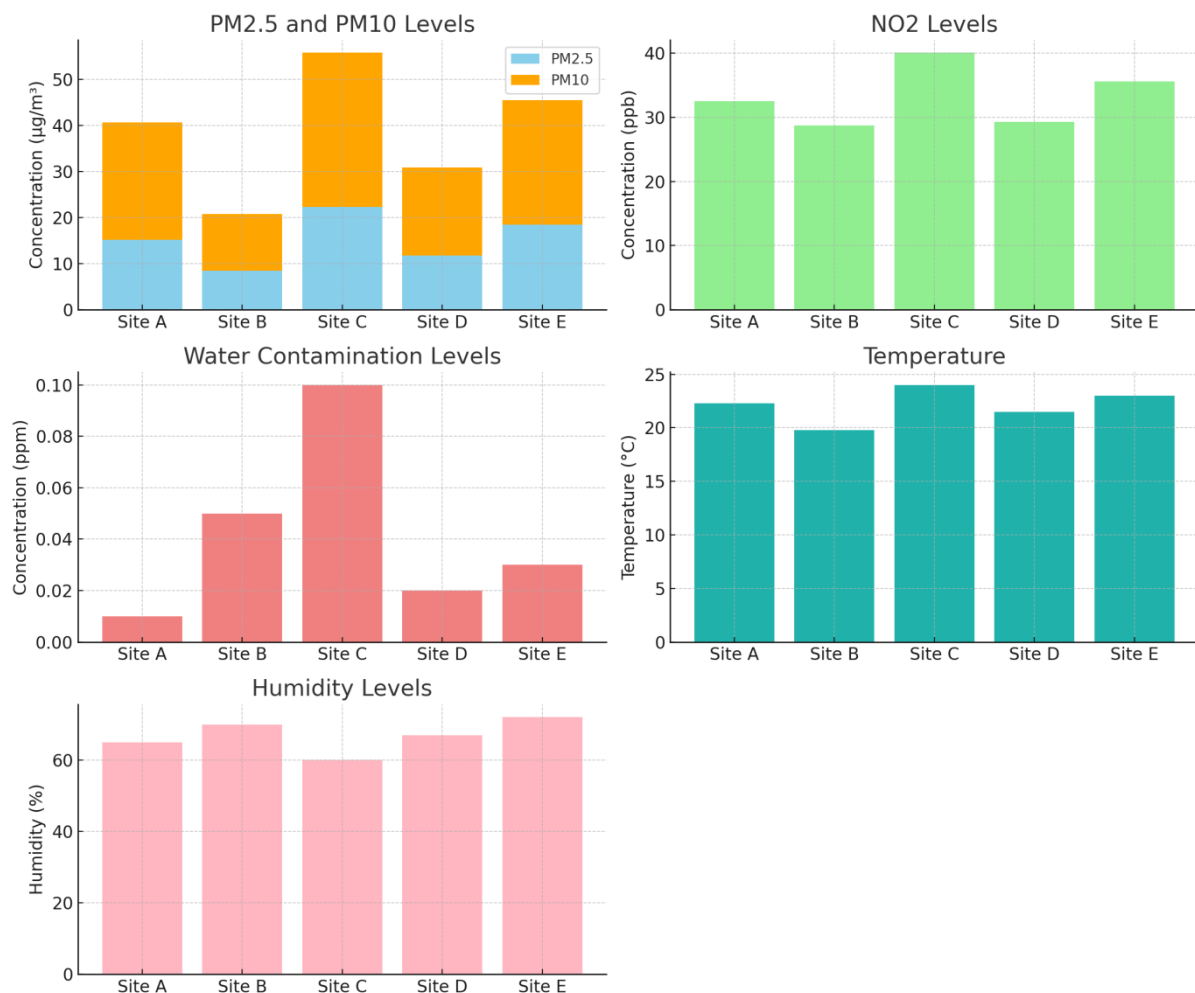 PM2.5 and PM10 Levels
Concentration (μg/m³)
50
40
30
20
10
0
PM2.5
PM10
Site A Site B Site C Site D Site E
NO2 Levels
Concentration (ppb)
40
30
20
10
0
Site A Site B Site C Site D Site E
Water Contamination Levels
Concentration (ppm)
0.10
0.08
0.06
0.04
0.02
0.00
Site A Site B Site C Site D Site E
Temperature
Temperature (°C)
25
20
15
10
5
0
Site A Site B Site C Site D Site E
Humidity Levels
Humidity (%)
60
40
20
0
Site A Site B Site C Site D Site E